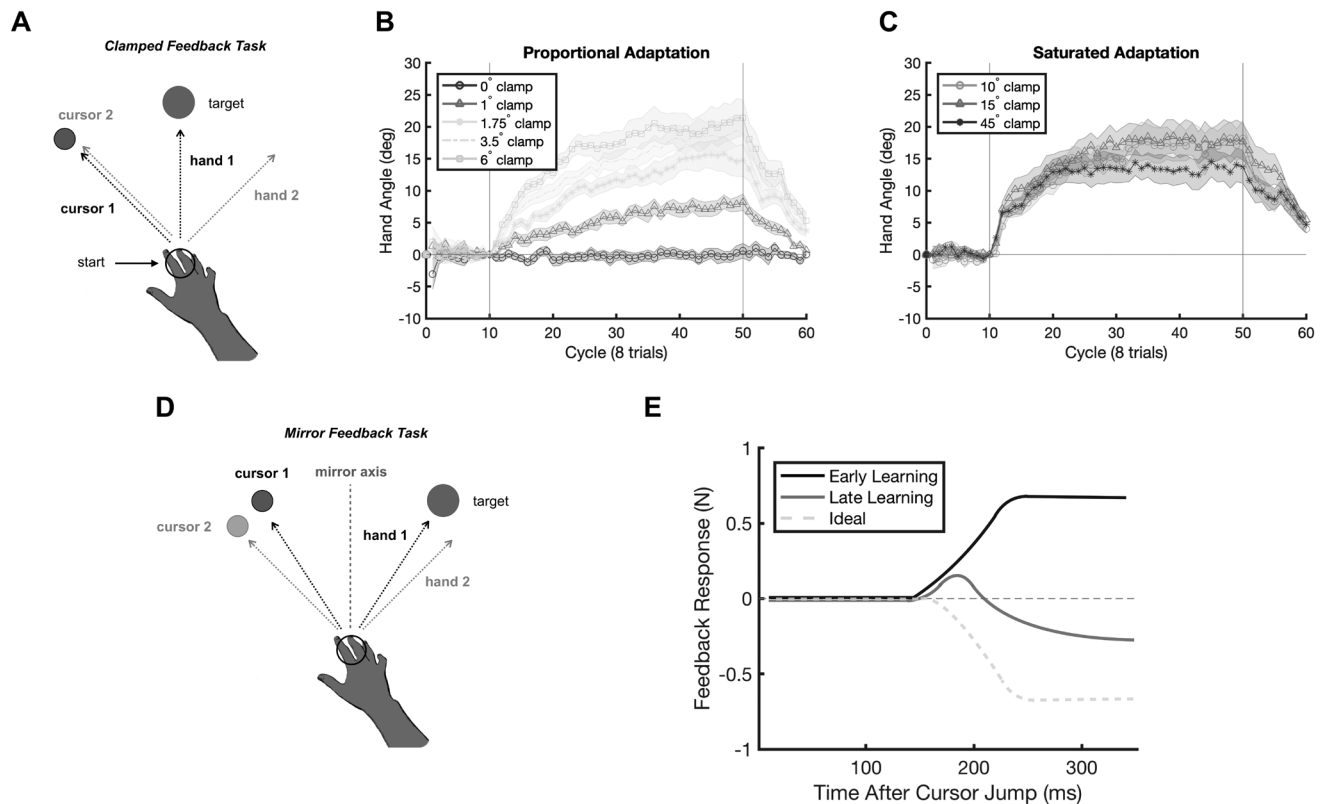 A
Clamped Feedback Task
cursor 2
target
hand 1
hand 2
cursor 1
start
B
Proportional Adaptation
0° clamp
1° clamp
1.75° clamp
3.5° clamp
6° clamp
30
25
20
15
10
5
0
-5
-10
Hand Angle (deg)
0 10 20 30 40 50 60
Cycle (8 trials)
C
Saturated Adaptation
10° clamp
15° clamp
45° clamp
30
25
20
15
10
5
0
-5
-10
Hand Angle (deg)
0 10 20 30 40 50 60
Cycle (8 trials)
D
Mirror Feedback Task
cursor 1
mirror axis
target
cursor 2
hand 1
hand 2
E
Early Learning
Late Learning
Ideal
1
0.5
0
-0.5
-1
Feedback Response (N)
100 200 300
Time After Cursor Jump (ms)